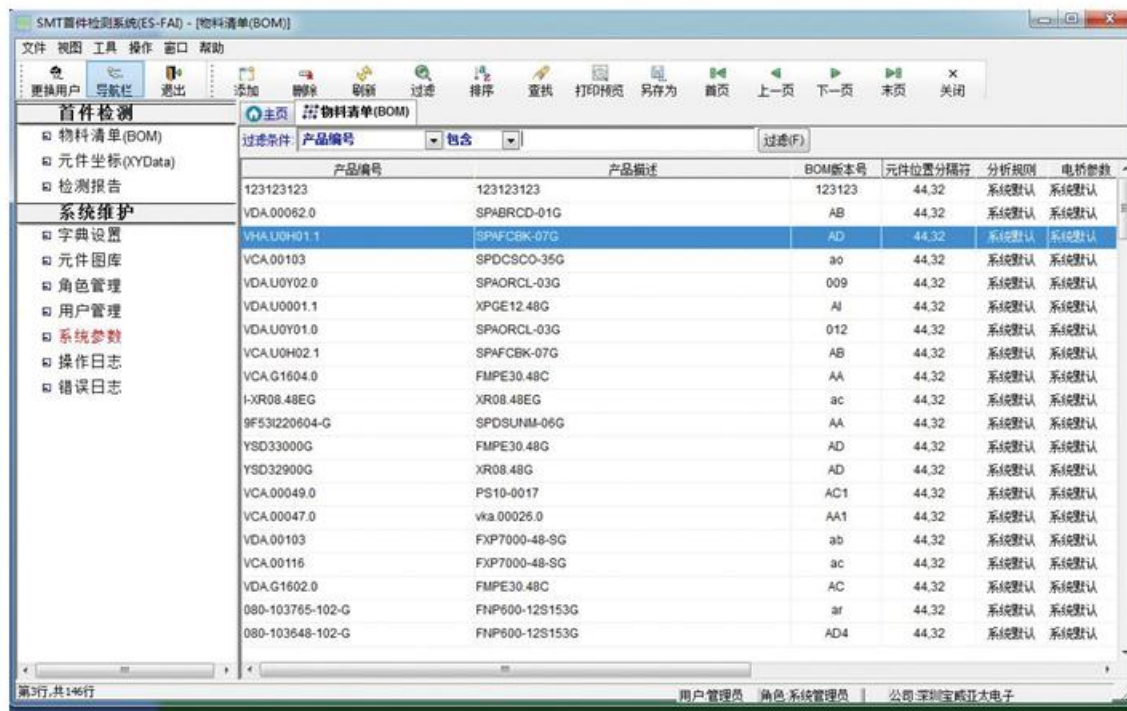 SMT首件检测系统(ES-FAI) - [物料清单(BOM)]
文件 视图 工具 操作 窗口 帮助
更换用户 导航栏 退出 添加 删除 刷新 过滤 排序 查找 打印预览 另存为 首页 上一页 下一页 末页 关闭
首件检测
物料清单(BOM)
元件坐标(XYData)
检测报告
系统维护
字典设置
元件图库
角色管理
用户管理
系统参数
操作日志
错误日志
主页 物料清单(BOM)
过滤条件: 产品编号 包含 过滤(F)
产品编号 产品描述 BOM版本号 元件位置分隔符 分析规则 电桥参数
123123123 123123123 123123 44,32 系统默认 系统默认
VDA.00062.0 SPABRCD-01G AB 44,32 系统默认 系统默认
VHA.U0H01.1 SPAFCBK-07G AD 44,32 系统默认 系统默认
VCA.00103 SPDCSCO-35G ao 44,32 系统默认 系统默认
VDA.U0Y02.0 SPAORCL-03G 009 44,32 系统默认 系统默认
VDA.U0001.1 XPGE12.48G AI 44,32 系统默认 系统默认
VDA.U0Y01.0 SPAORCL-03G 012 44,32 系统默认 系统默认
VCA.U0H02.1 SPAFCBK-07G AB 44,32 系统默认 系统默认
VCA.G1604.0 FMPE30.48C AA 44,32 系统默认 系统默认
I-XR08.48EG XR08.48EG ac 44,32 系统默认 系统默认
9F53I220604-G SPDSUNM-06G AA 44,32 系统默认 系统默认
YSD33000G FMPE30.48G AD 44,32 系统默认 系统默认
YSD32900G XR08.48G AD 44,32 系统默认 系统默认
VCA.00049.0 PS10-0017 AC1 44,32 系统默认 系统默认
VCA.00047.0 vka.00026.0 AA1 44,32 系统默认 系统默认
VDA.00103 FXP7000-48-SG ab 44,32 系统默认 系统默认
VCA.00116 FXP7000-48-SG ac 44,32 系统默认 系统默认
VDA.G1602.0 FMPE30.48C AC 44,32 系统默认 系统默认
080-103765-102-G FNP600-12S153G ar 44,32 系统默认 系统默认
080-103648-102-G FNP600-12S153G AD4 44,32 系统默认 系统默认
第3行,共146行 用户:管理员 角色:系统管理员 公司:深圳宝威亚太电子